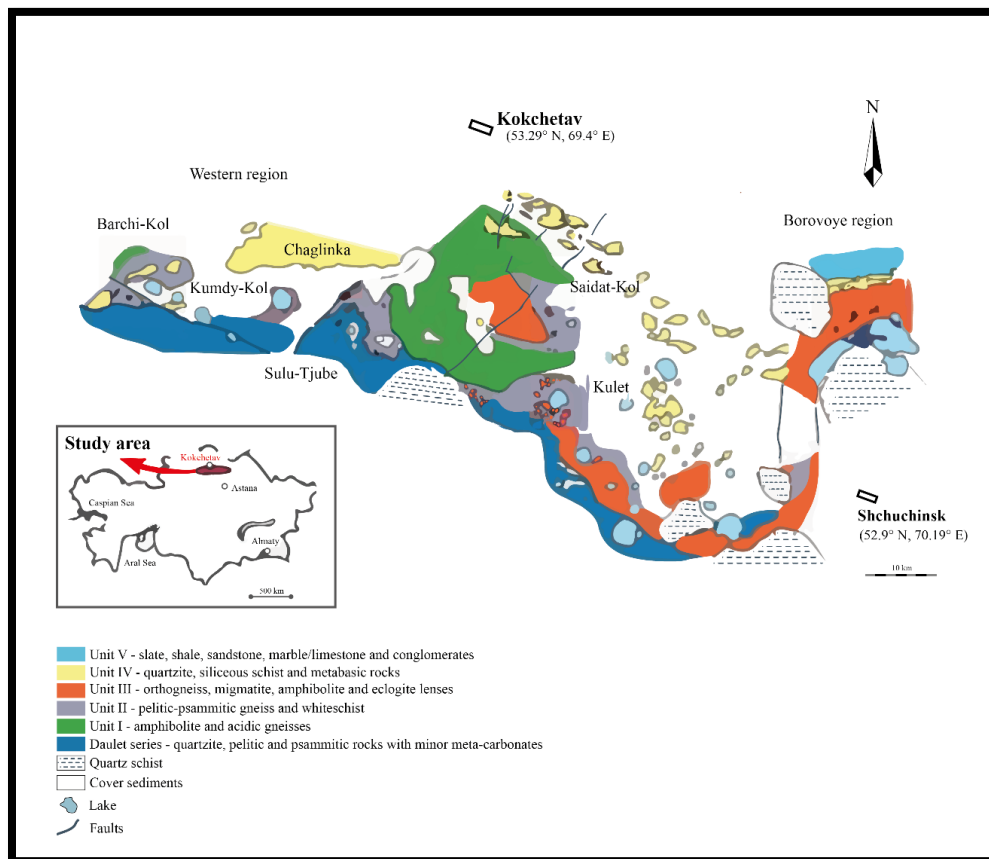 Kokchetav
(53.29° N, 69.4° E)
N
Western region
Barchi-Kol
Borovoye region
Chaglinka
Kumdy-Kol
Saidat-Kol
Sulu-Tjube
Kulet
Study area
Kokchetav
Astana
Caspian Sea
Almaty
Aral Sea
500 km
Shchuchinsk
(52.9° N, 70.19° E)
10 km
Unit V - slate, shale, sandstone, marble/limestone and conglomerates
Unit IV - quartzite, siliceous schist and metabasic rocks
Unit III - orthogneiss, migmatite, amphibolite and eclogite lenses
Unit II - pelitic-psammitic gneiss and whiteschist
Unit I - amphibolite and acidic gneisses
Daulet series - quartzite, pelitic and psammitic rocks with minor meta-carbonates
Quartz schist
Cover sediments
Lake
Faults